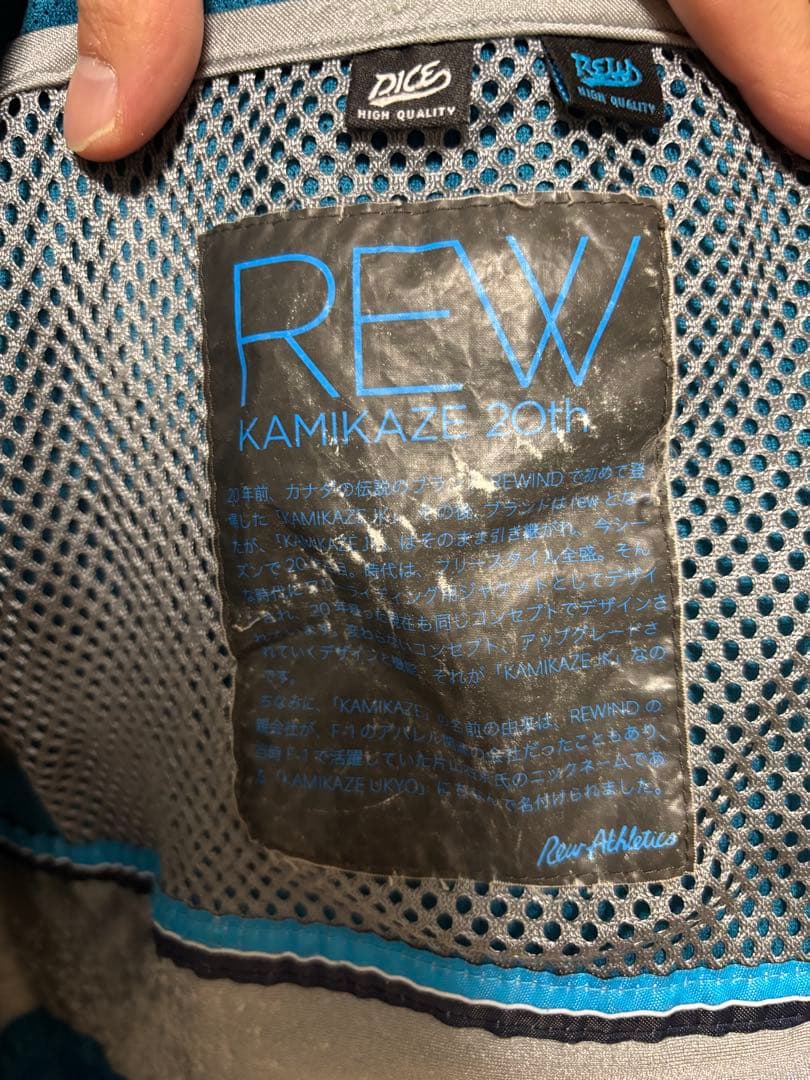 DICE
HIGH QUALITY
REW
HIGH QUALITY
REW
KAMIKAZE 20th
20年前、カナダの伝説のブランド REWINDで初めて登
場した「KAMIKAZE JK」。その後、ブランドはrewとなっ
たが、「KAMIKAZE JK」はそのまま引き継がれ、今シー
ズンで20 。時代は、フリースタイル全盛。そん
な時代に ライディング用ジャケットとしてデザイ
ンされ、20年経った現在も同じコンセプトでデザインさ
れています。変わらないコンセプト、アップグレードさ
れていくデザインと機能、それが「KAMIKAZE JK」なの
です。
ちなみに、「KAMIKAZE」の名前の由来は、REWINDの
親会社が、F-1のアパレル 会社だったこともあり、
当時F-1で活躍していた片山右京氏のニックネームであ
る「KAMIKAZE UKYO」にちなんで名付けられました。
Rew Athletics